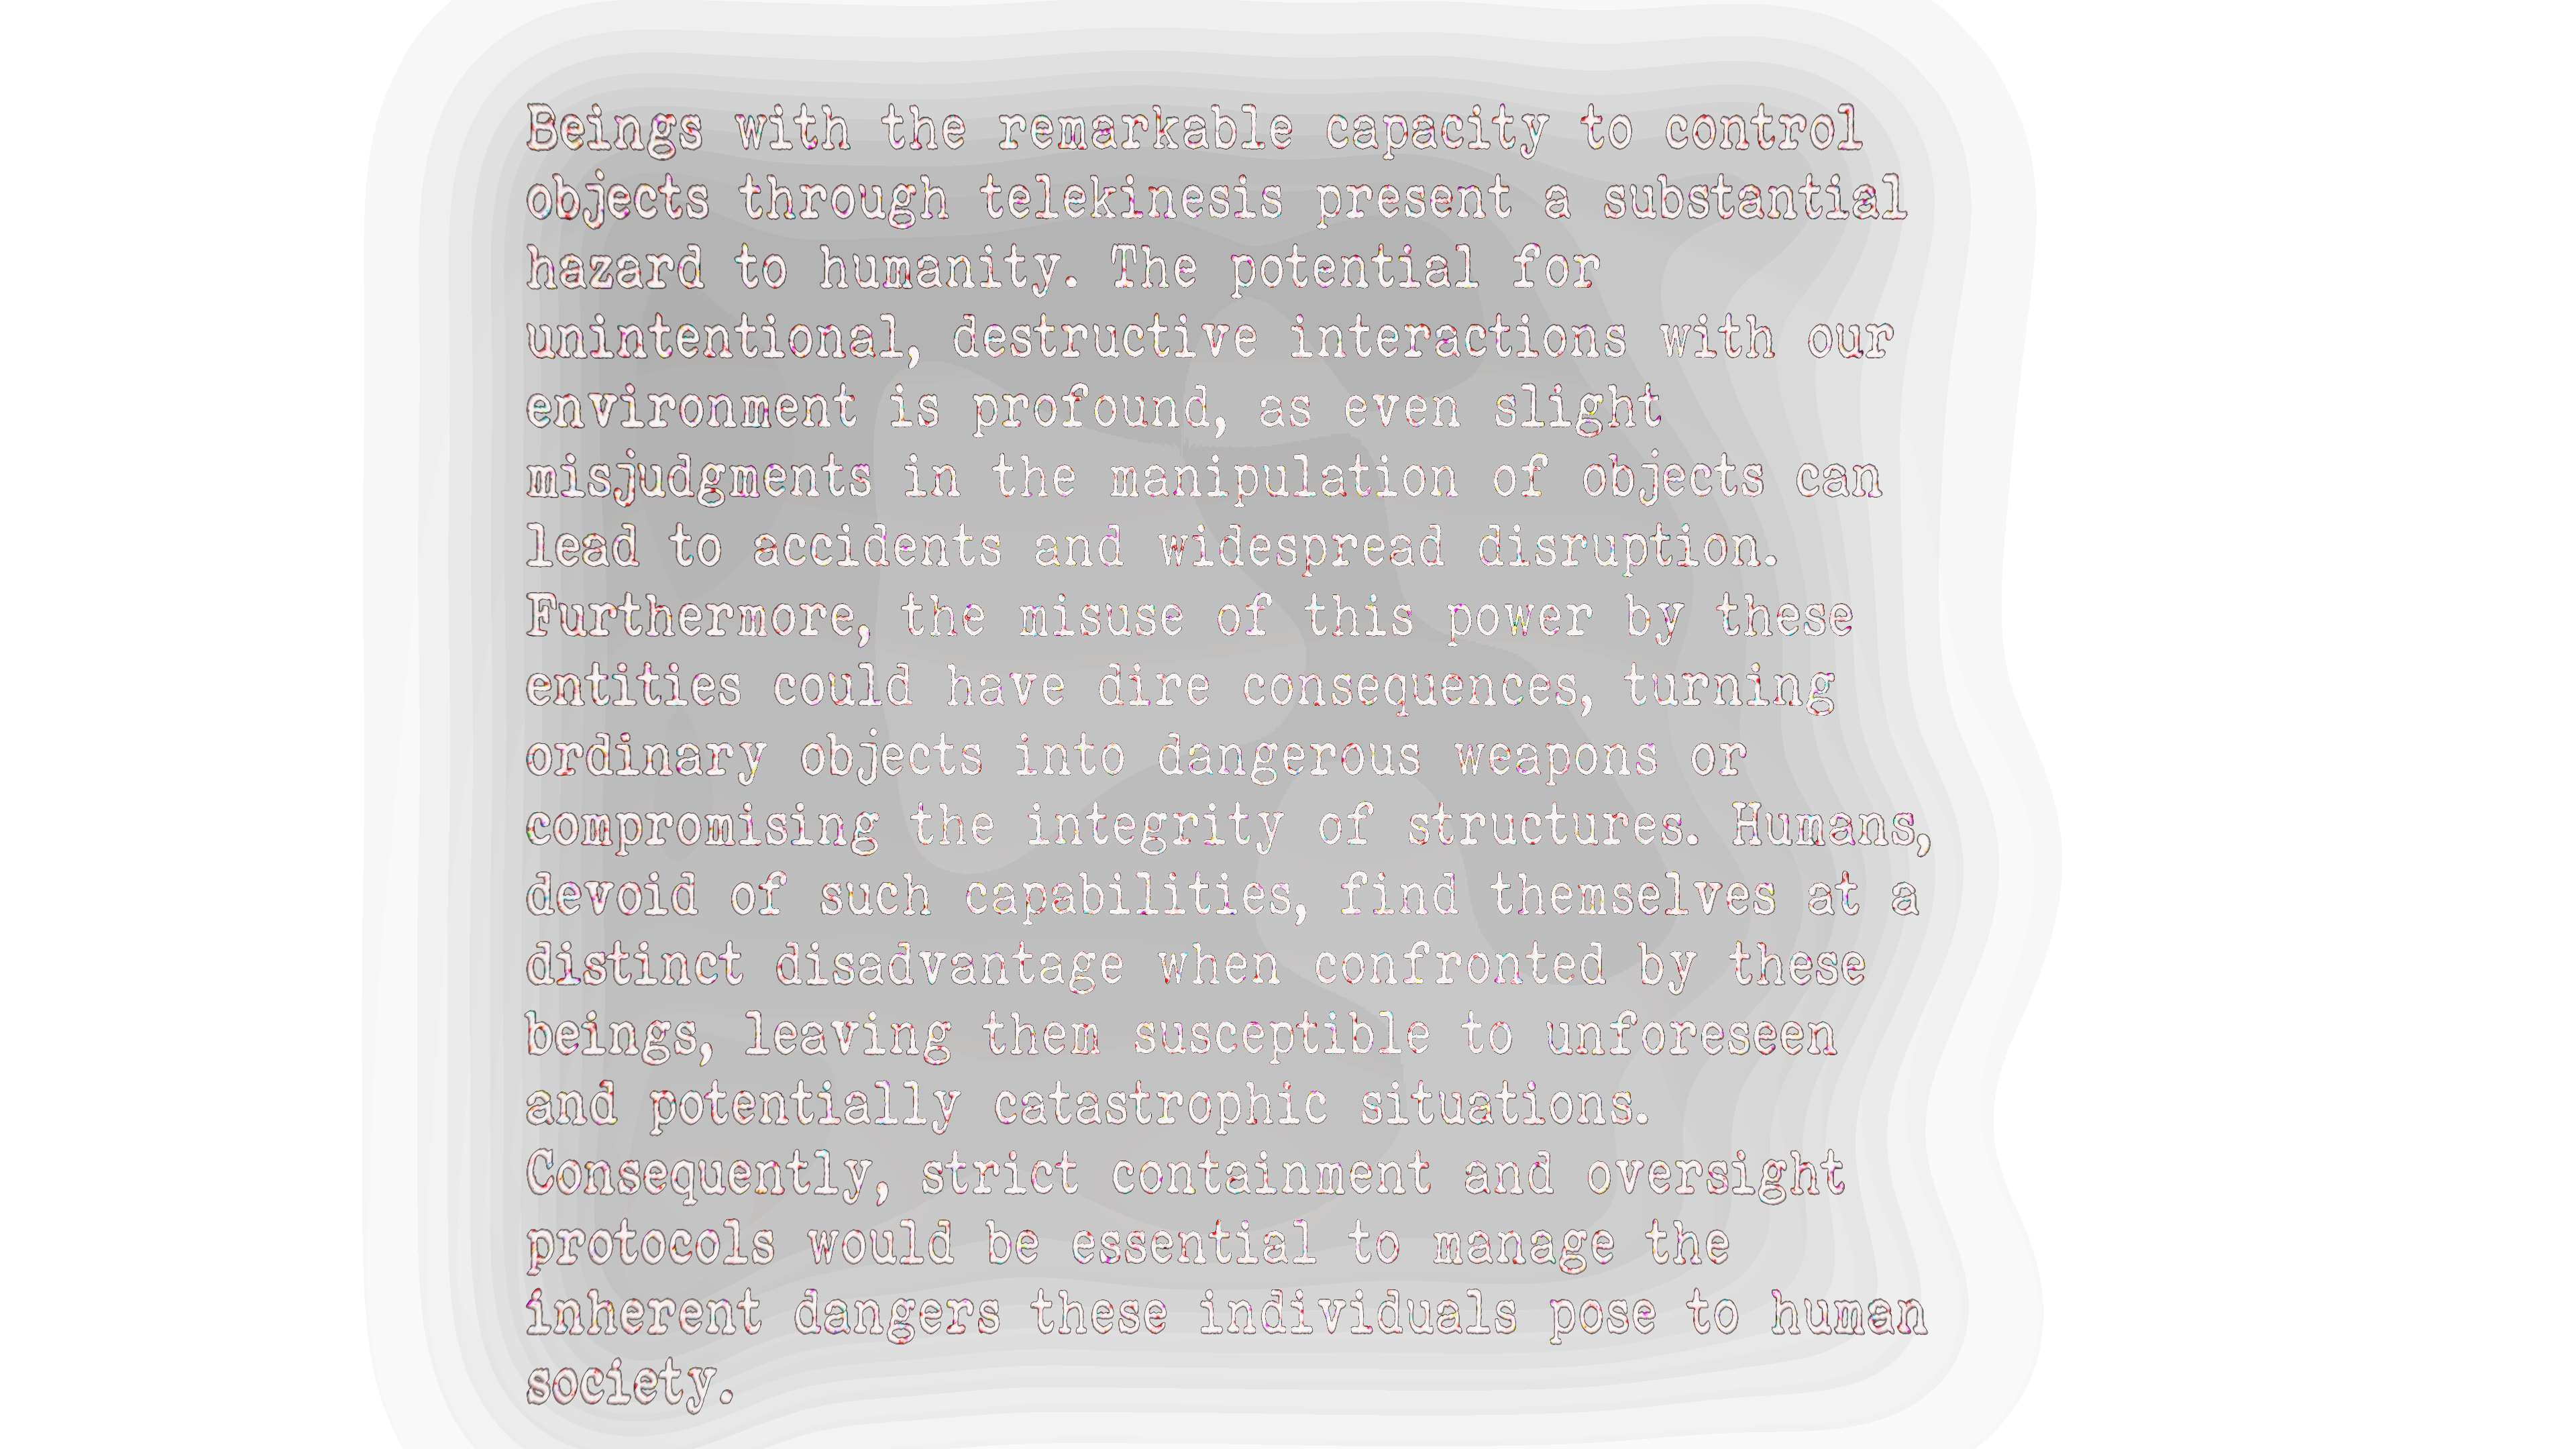 Beings with the remarkable capacity to control
objects through telekinesis present a substantial
hazard to humanity. The potential for
unintentional, destructive interactions with our
environment is profound, as even slight
misjudgments in the manipulation of objects can
lead to accidents and widespread disruption.
Furthermore, the misuse of this power by these
entities could have dire consequences, turning
ordinary objects into dangerous weapons or
compromising the integrity of structures. Humans,
devoid of such capabilities, find themselves at a
distinct disadvantage when confronted by these
beings, leaving them susceptible to unforeseen
and potentially catastrophic situations.
Consequently, strict containment and oversight
protocols would be essential to manage the
inherent dangers these individuals pose to human
society.